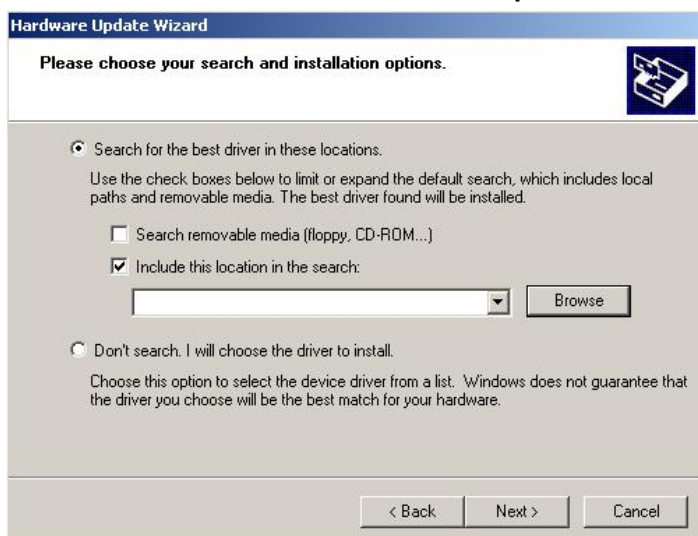 Hardware Update Wizard
Please choose your search and installation options.
Search for the best driver in these locations.
Use the check boxes below to limit or expand the default search, which includes local
paths and removable media. The best driver found will be installed.
Search removable media (floppy, CD-ROM...)
Include this location in the search:
Browse
Don't search. I will choose the driver to install.
Choose this option to select the device driver from a list. Windows does not guarantee that
the driver you choose will be the best match for your hardware.
< Back Next > Cancel